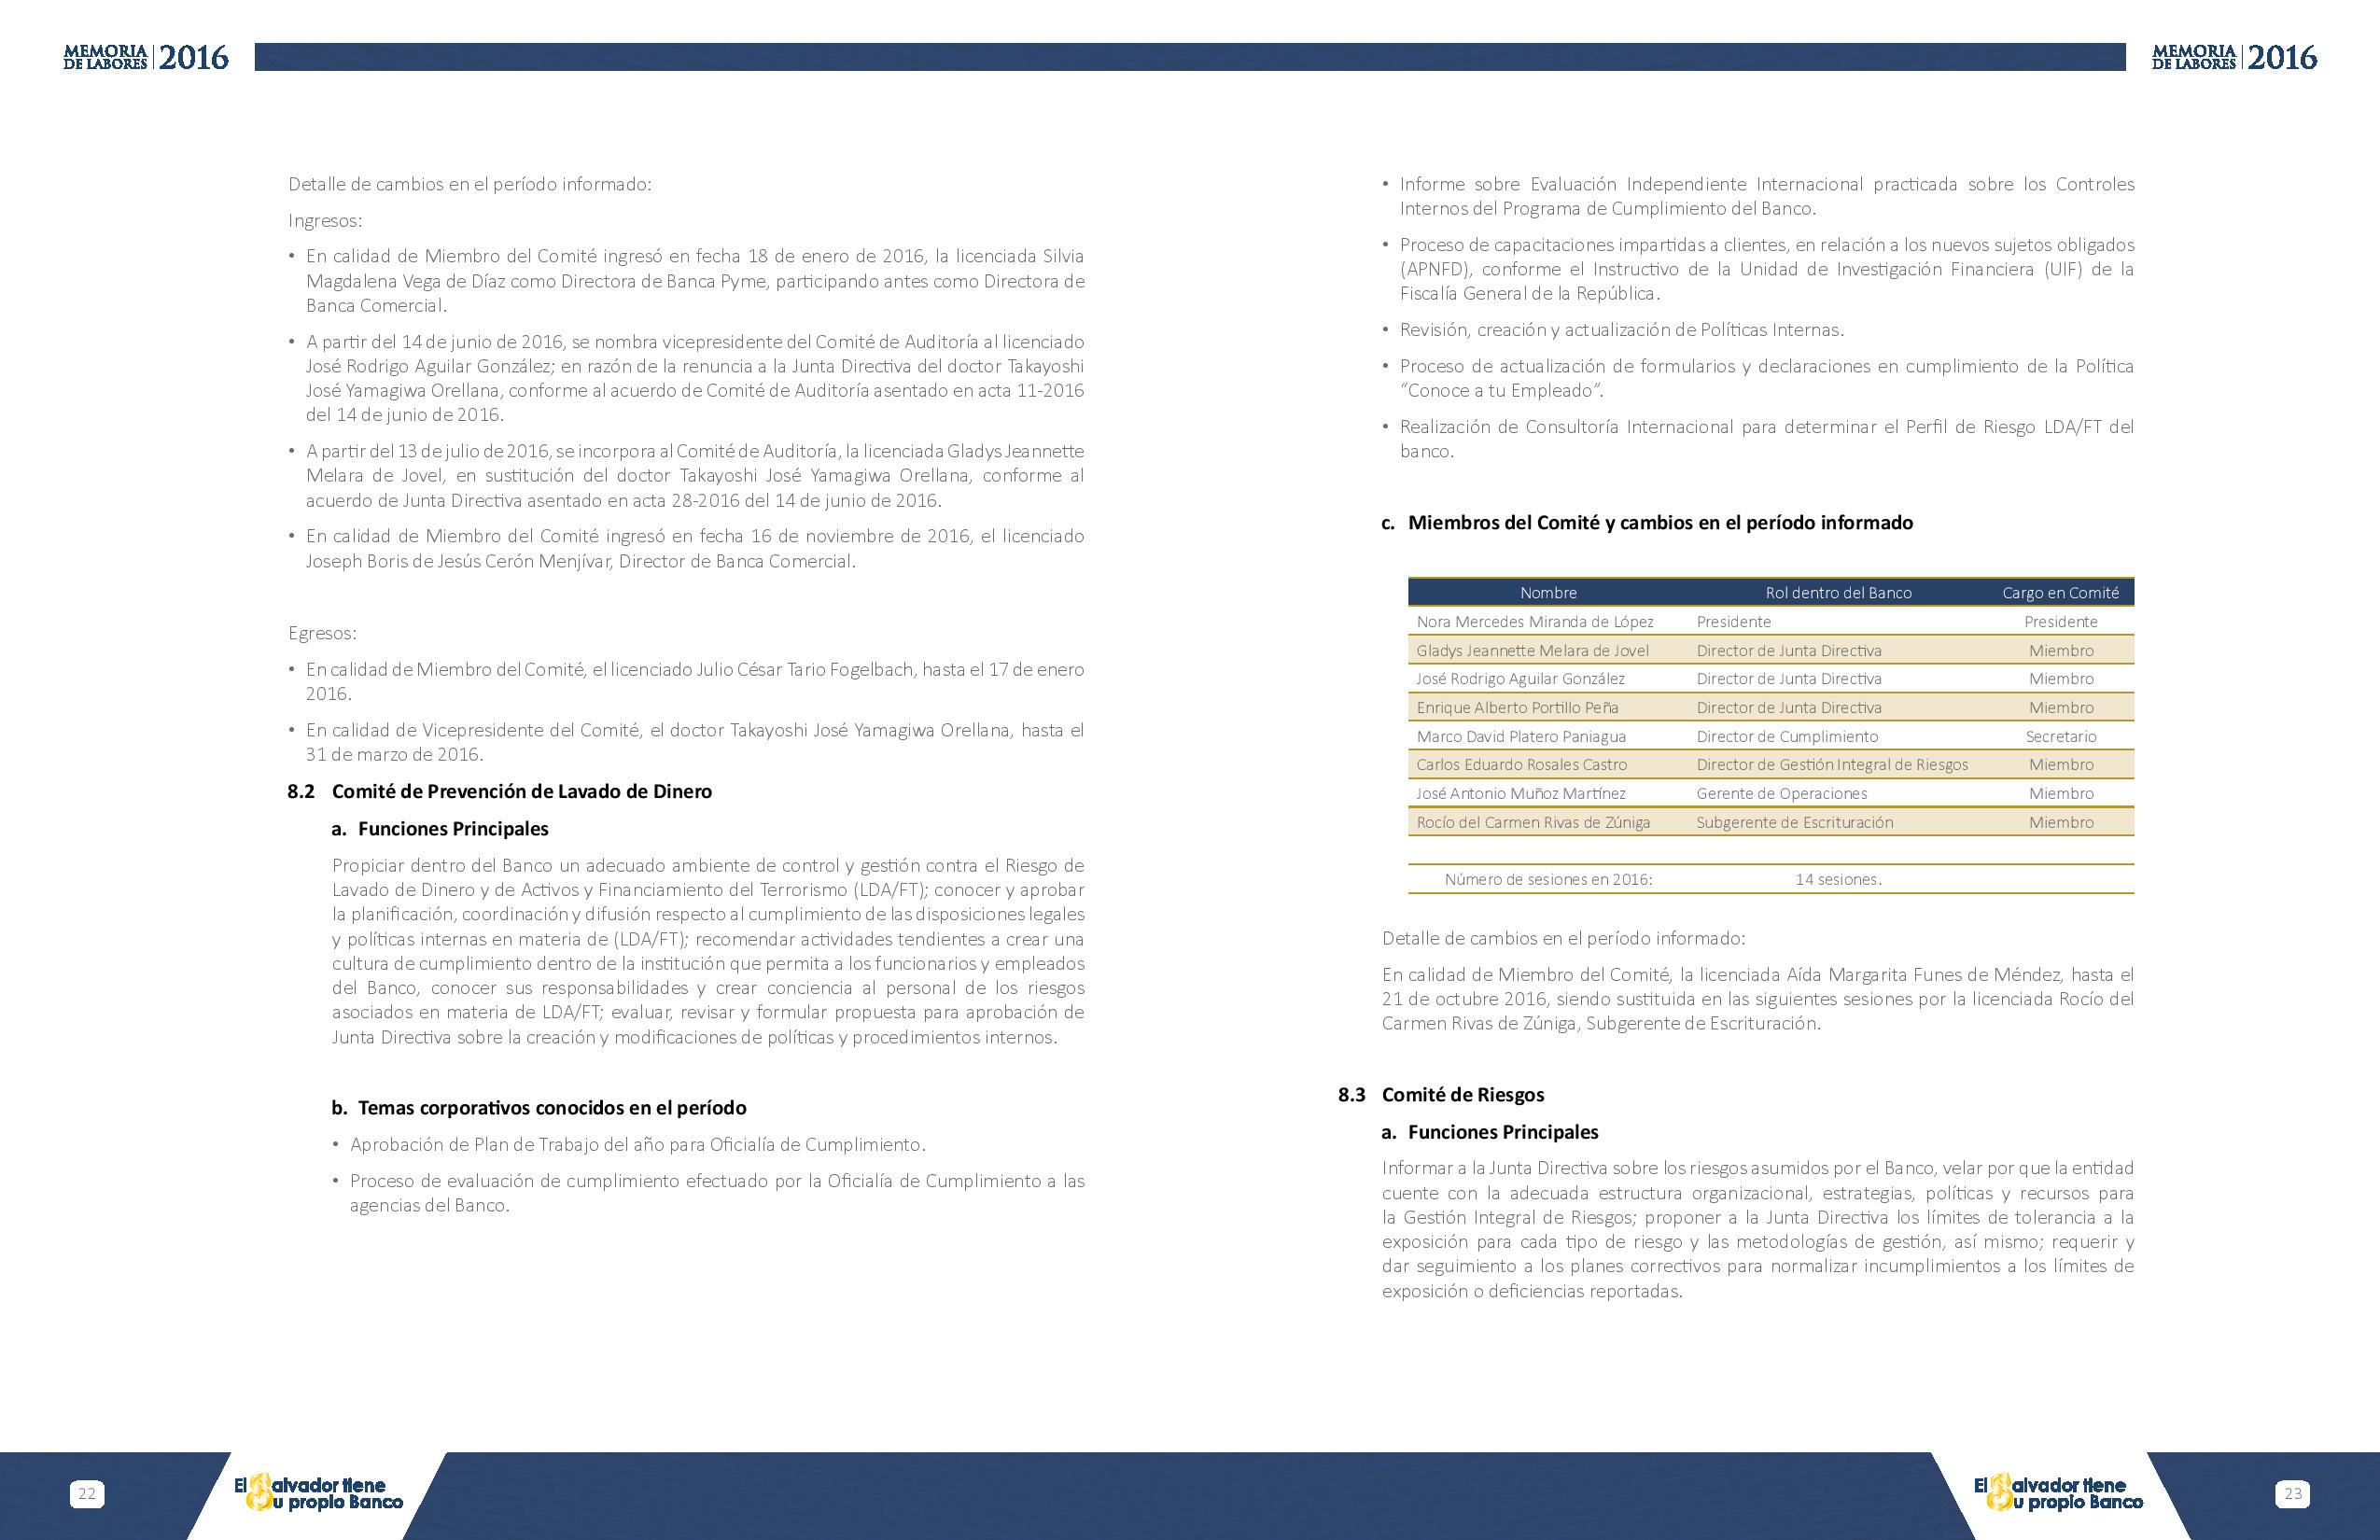 MEMORIA
DE LABORES 2016
MEMORIA
DE LABORES 2016
Detalle de cambios en el período informado:
Ingresos:
• En calidad de Miembro del Comité ingresó en fecha 18 de enero de 2016, la licenciada Silvia
Magdalena Vega de Díaz como Directora de Banca Pyme, participando antes como Directora de
Banca Comercial.
• A partir del 14 de junio de 2016, se nombra vicepresidente del Comité de Auditoría al licenciado
José Rodrigo Aguilar González; en razón de la renuncia a la Junta Directiva del doctor Takayoshi
José Yamagiwa Orellana, conforme al acuerdo de Comité de Auditoría asentado en acta 11-2016
del 14 de junio de 2016.
• A partir del 13 de julio de 2016, se incorpora al Comité de Auditoría, la licenciada Gladys Jeannette
Melara de Jovel, en sustitución del doctor Takayoshi José Yamagiwa Orellana, conforme al
acuerdo de Junta Directiva asentado en acta 28-2016 del 14 de junio de 2016.
• En calidad de Miembro del Comité ingresó en fecha 16 de noviembre de 2016, el licenciado
Joseph Boris de Jesús Cerón Menjívar, Director de Banca Comercial.
Egresos:
• En calidad de Miembro del Comité, el licenciado Julio César Tario Fogelbach, hasta el 17 de enero
2016.
• En calidad de Vicepresidente del Comité, el doctor Takayoshi José Yamagiwa Orellana, hasta el
31 de marzo de 2016.
8.2 Comité de Prevención de Lavado de Dinero
a. Funciones Principales
Propiciar dentro del Banco un adecuado ambiente de control y gestión contra el Riesgo de
Lavado de Dinero y de Activos y Financiamiento del Terrorismo (LDA/FT); conocer y aprobar
la planificación, coordinación y difusión respecto al cumplimiento de las disposiciones legales
y políticas internas en materia de (LDA/FT); recomendar actividades tendientes a crear una
cultura de cumplimiento dentro de la institución que permita a los funcionarios y empleados
del Banco, conocer sus responsabilidades y crear conciencia al personal de los riesgos
asociados en materia de LDA/FT; evaluar, revisar y formular propuesta para aprobación de
Junta Directiva sobre la creación y modificaciones de políticas y procedimientos internos.
b. Temas corporativos conocidos en el período
• Aprobación de Plan de Trabajo del año para Oficialía de Cumplimiento.
• Proceso de evaluación de cumplimiento efectuado por la Oficialía de Cumplimiento a las
agencias del Banco.
• Informe sobre Evaluación Independiente Internacional practicada sobre los Controles
Internos del Programa de Cumplimiento del Banco.
• Proceso de capacitaciones impartidas a clientes, en relación a los nuevos sujetos obligados
(APNFD), conforme el Instructivo de la Unidad de Investigación Financiera (UIF) de la
Fiscalía General de la República.
• Revisión, creación y actualización de Políticas Internas.
• Proceso de actualización de formularios y declaraciones en cumplimiento de la Política
“Conoce a tu Empleado”.
• Realización de Consultoría Internacional para determinar el Perfil de Riesgo LDA/FT del
banco.
c. Miembros del Comité y cambios en el período informado
Nombre Rol dentro del Banco Cargo en Comité
Nora Mercedes Miranda de López Presidente Presidente
Gladys Jeannette Melara de Jovel Director de Junta Directiva Miembro
José Rodrigo Aguilar González Director de Junta Directiva Miembro
Enrique Alberto Portillo Peña Director de Junta Directiva Miembro
Marco David Platero Paniagua Director de Cumplimiento Secretario
Carlos Eduardo Rosales Castro Director de Gestión Integral de Riesgos Miembro
José Antonio Muñoz Martínez Gerente de Operaciones Miembro
Rocío del Carmen Rivas de Zúniga Subgerente de Escrituración Miembro
Número de sesiones en 2016: 14 sesiones.
Detalle de cambios en el período informado:
En calidad de Miembro del Comité, la licenciada Aída Margarita Funes de Méndez, hasta el
21 de octubre 2016, siendo sustituida en las siguientes sesiones por la licenciada Rocío del
Carmen Rivas de Zúniga, Subgerente de Escrituración.
8.3 Comité de Riesgos
a. Funciones Principales
Informar a la Junta Directiva sobre los riesgos asumidos por el Banco, velar por que la entidad
cuente con la adecuada estructura organizacional, estrategias, políticas y recursos para
la Gestión Integral de Riesgos; proponer a la Junta Directiva los límites de tolerancia a la
exposición para cada tipo de riesgo y las metodologías de gestión, así mismo; requerir y
dar seguimiento a los planes correctivos para normalizar incumplimientos a los límites de
exposición o deficiencias reportadas.
22
El Salvador tiene
Su propio Banco
El Salvador tiene
Su propio Banco
23